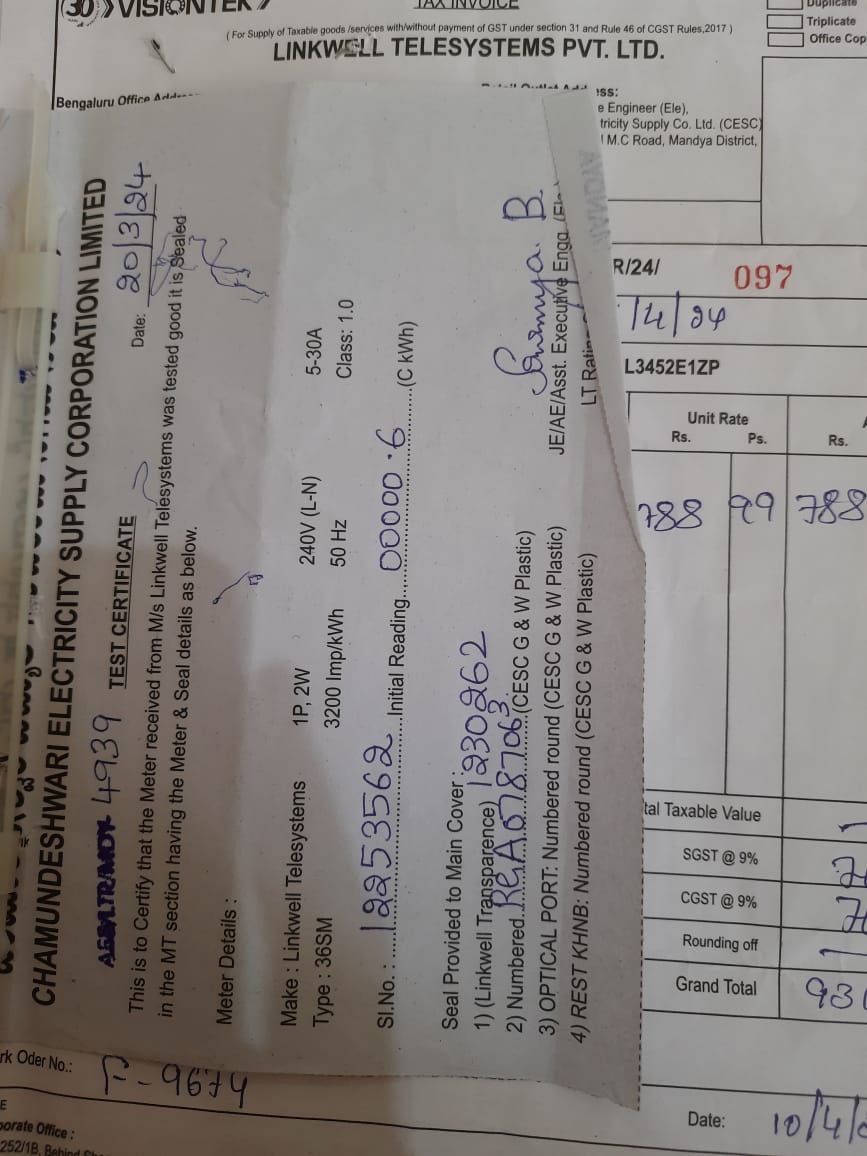 VISIONTEK
TAX INVOICE
( For Supply of Taxable goods /services with/without payment of GST under section 31 and Rule 46 of CGST Rules,2017 )
LINKWELL TELESYSTEMS PVT. LTD.
Duplicate
Triplicate
Office Cop
Bengaluru Office
ess:
e Engineer (Ele),
tricity Supply Co. Ltd. (CESC)
M.C Road, Mandya District,
R/24/ 097
/4/24
L3452E1ZP
Unit Rate
Rs. Ps. Rs.
788 99 788
tal Taxable Value
SGST @ 9%
CGST @ 9%
Rounding off
Grand Total 93
Date: 10/4/
rk Oder No.: F-9674
porate Office :
CHAMUNDESHWARI ELECTRICITY SUPPLY CORPORATION LIMITED
4939 TEST CERTIFICATE Date: 20/3/24
This is to Certify that the Meter received from M/s Linkwell Telesystems was tested good it is Sealed
in the MT section having the Meter & Seal details as below.
Meter Details :
Make : Linkwell Telesystems 1P, 2W 240V (L-N) 5-30A
Type : 36SM 3200 Imp/kWh 50 Hz Class: 1.0
Sl.No. : 12253562 Initial Reading 00000.6 (C kWh)
Seal Provided to Main Cover :
1) (Linkwell Transparence) 1230262
2) Numbered REA0787063 (CESC G & W Plastic)
3) OPTICAL PORT: Numbered round (CESC G & W Plastic)
4) REST KHNB: Numbered round (CESC G & W Plastic)
JE/AE/Asst. Executive Engg.